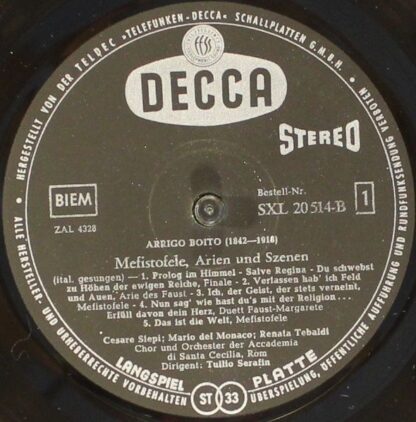 HERGESTELLT VON DER TELDEC »TELEFUNKEN-DECCA« SCHALLPLATTEN G.M.B.H.
DECCA
STEREO
BIEM
ZAL 4328
Bestell-Nr.
SXL 20 514-B
1
ARRIGO BOITO (1842—1918)
Mefistofele, Arien und Szenen
(ital. gesungen) — 1. Prolog im Himmel - Salve Regina - Du schwebst
zu Höhen der ewigen Reiche, Finale - 2. Verlassen hab' ich Feld
und Auen, Arie des Faust - 3. Ich, der Geist, der stets verneint,
Mefistofele - 4. Nun sag' wie hast du's mit der Religion...
Erfüll davon dein Herz, Duett Faust-Margarete
5. Das ist die Welt, Mefistofele
Cesare Siepi; Mario del Monaco; Renata Tebaldi
Chor und Orchester der Accademia
di Santa Cecilia, Rom
Dirigent: Tullio Serafin
LANGSPIEL ST 33 PLATTE
ALLE HERSTELLER- UND URHEBERRECHTE VORBEHALTEN
ÜBERSPIELUNG, ÖFFENTLICHE AUFFÜHRUNG UND RUNDFUNKSENDUNG VERBOTEN